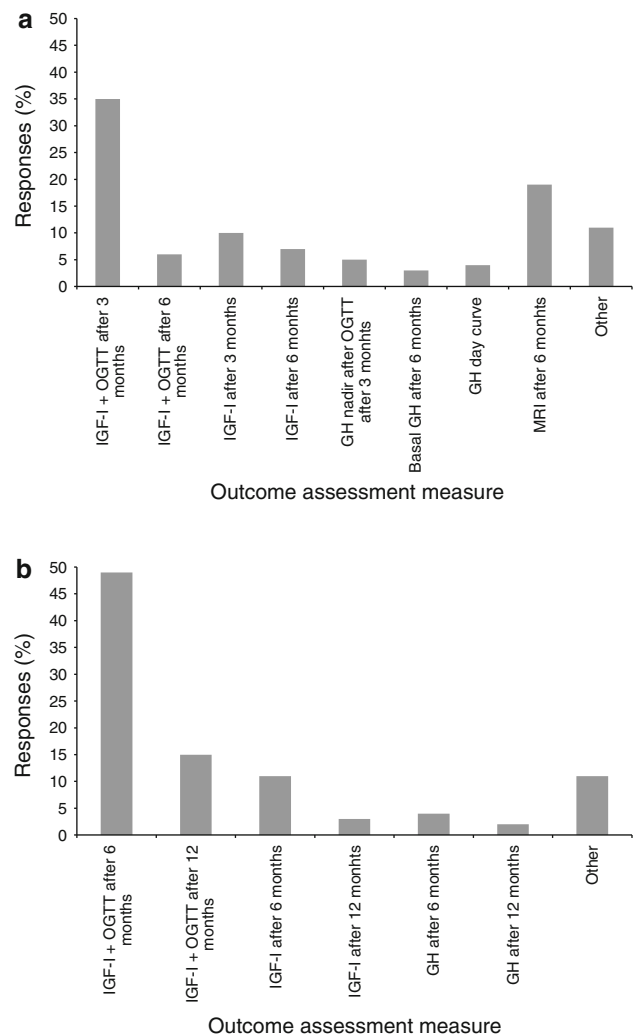 a
Responses (%)
50
45
40
35
30
25
20
15
10
5
0
IGF-I + OGTT after 3
months
IGF-I + OGTT after 6
months
IGF-I after 3 months
IGF-I after 6 monhts
GH nadir after OGTT
after 3 monhts
Basal GH after 6 months
GH day curve
MRI after 6 monhts
Other
Outcome assessment measure
b
Responses (%)
50
45
40
35
30
25
20
15
10
5
0
IGF-I + OGTT after 6
months
IGF-I + OGTT after 12
months
IGF-I after 6 months
IGF-I after 12 monhts
GH after 6 months
GH after 12 monhts
Other
Outcome assessment measure